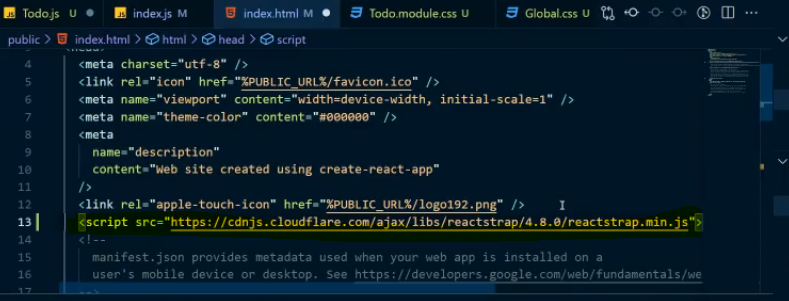 Todo.js U
index.js M
index.html M
Todo.module.css U
Global.css U
public > index.html > html > head > script
4 <meta charset="utf-8" />
5 <link rel="icon" href="%PUBLIC_URL%/favicon.ico" />
6 <meta name="viewport" content="width=device-width, initial-scale=1" />
7 <meta name="theme-color" content="#000000" />
8 <meta
9 name="description"
10 content="Web site created using create-react-app"
11 />
12 <link rel="apple-touch-icon" href="%PUBLIC_URL%/logo192.png" />
13 <script src="https://cdnjs.cloudflare.com/ajax/libs/reactstrap/4.8.0/reactstrap.min.js">
14 <!--
15 manifest.json provides metadata used when your web app is installed on a
16 user's mobile device or desktop. See https://developers.google.com/web/fundamentals/we
17 -->